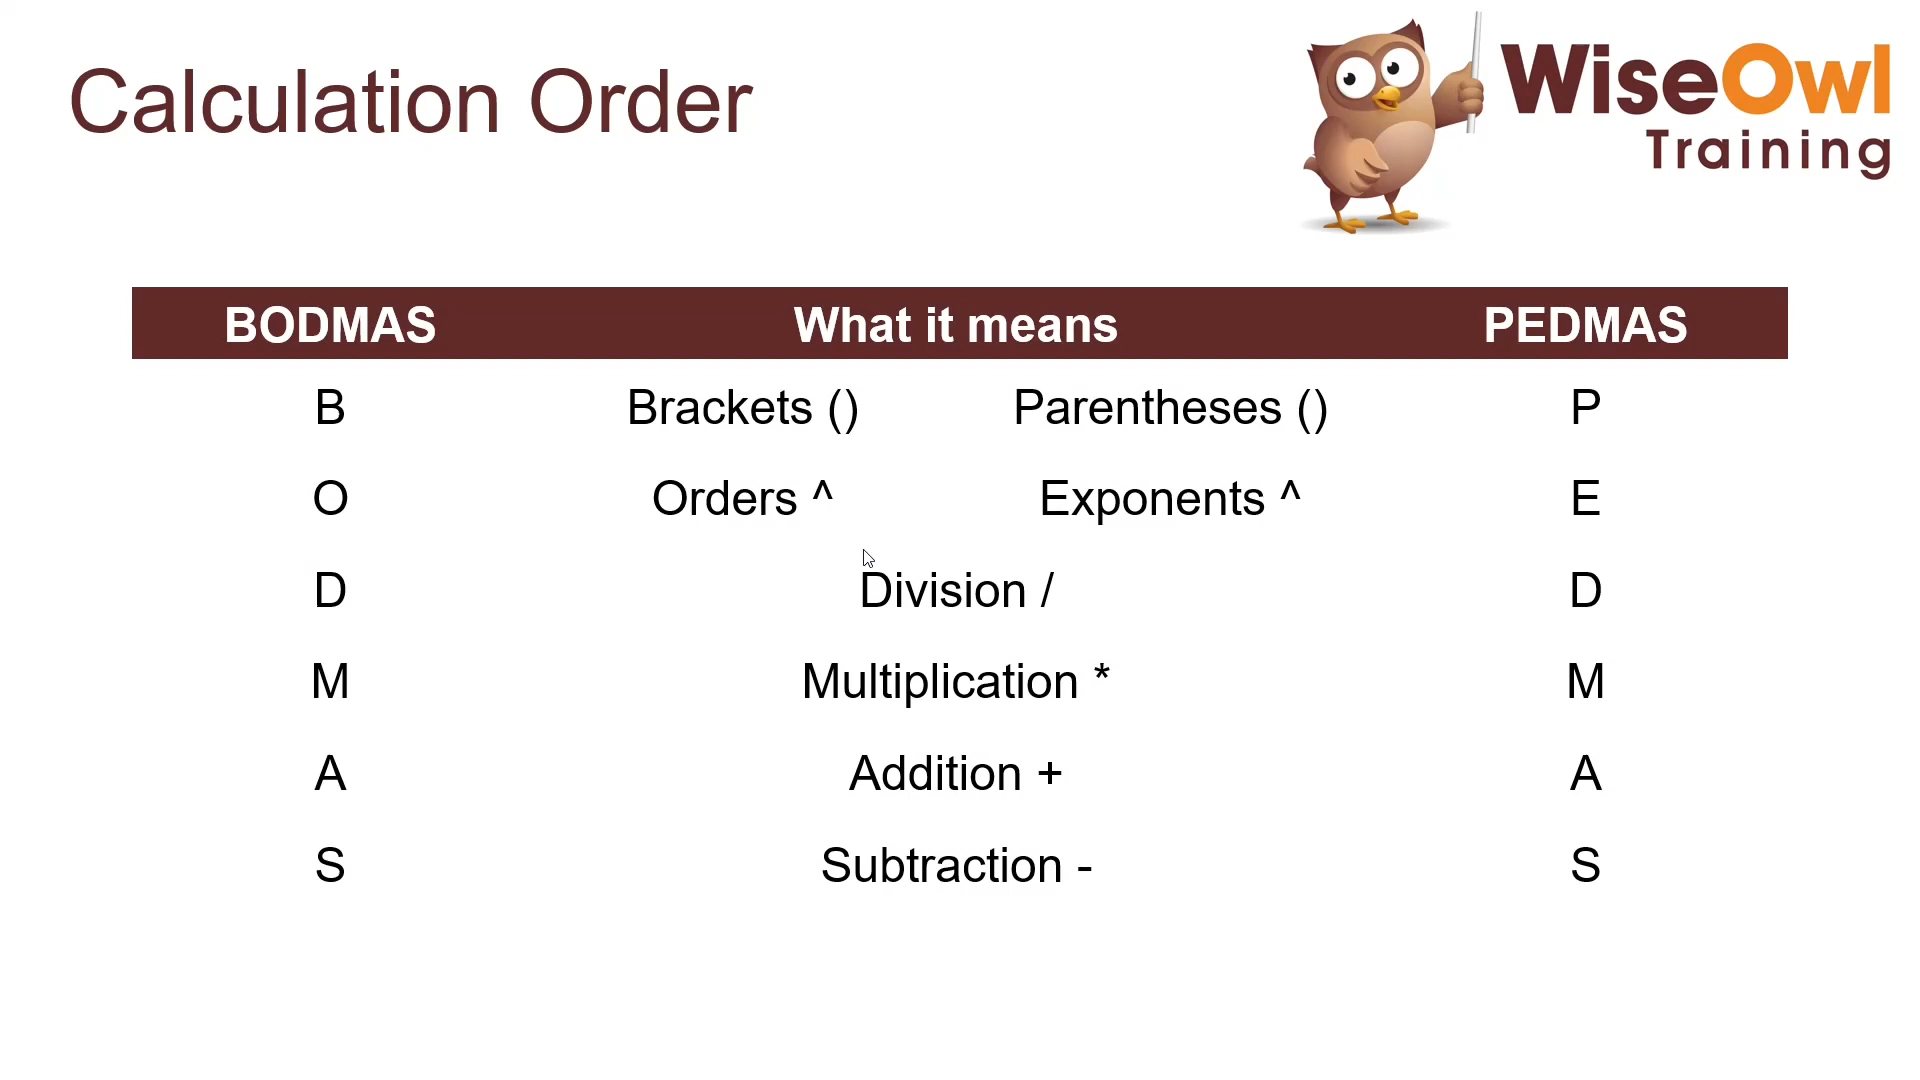 Calculation Order
WiseOwl
Training
BODMAS What it means PEDMAS
B Brackets () Parentheses () P
O Orders ^ Exponents ^ E
D Division / D
M Multiplication * M
A Addition + A
S Subtraction - S